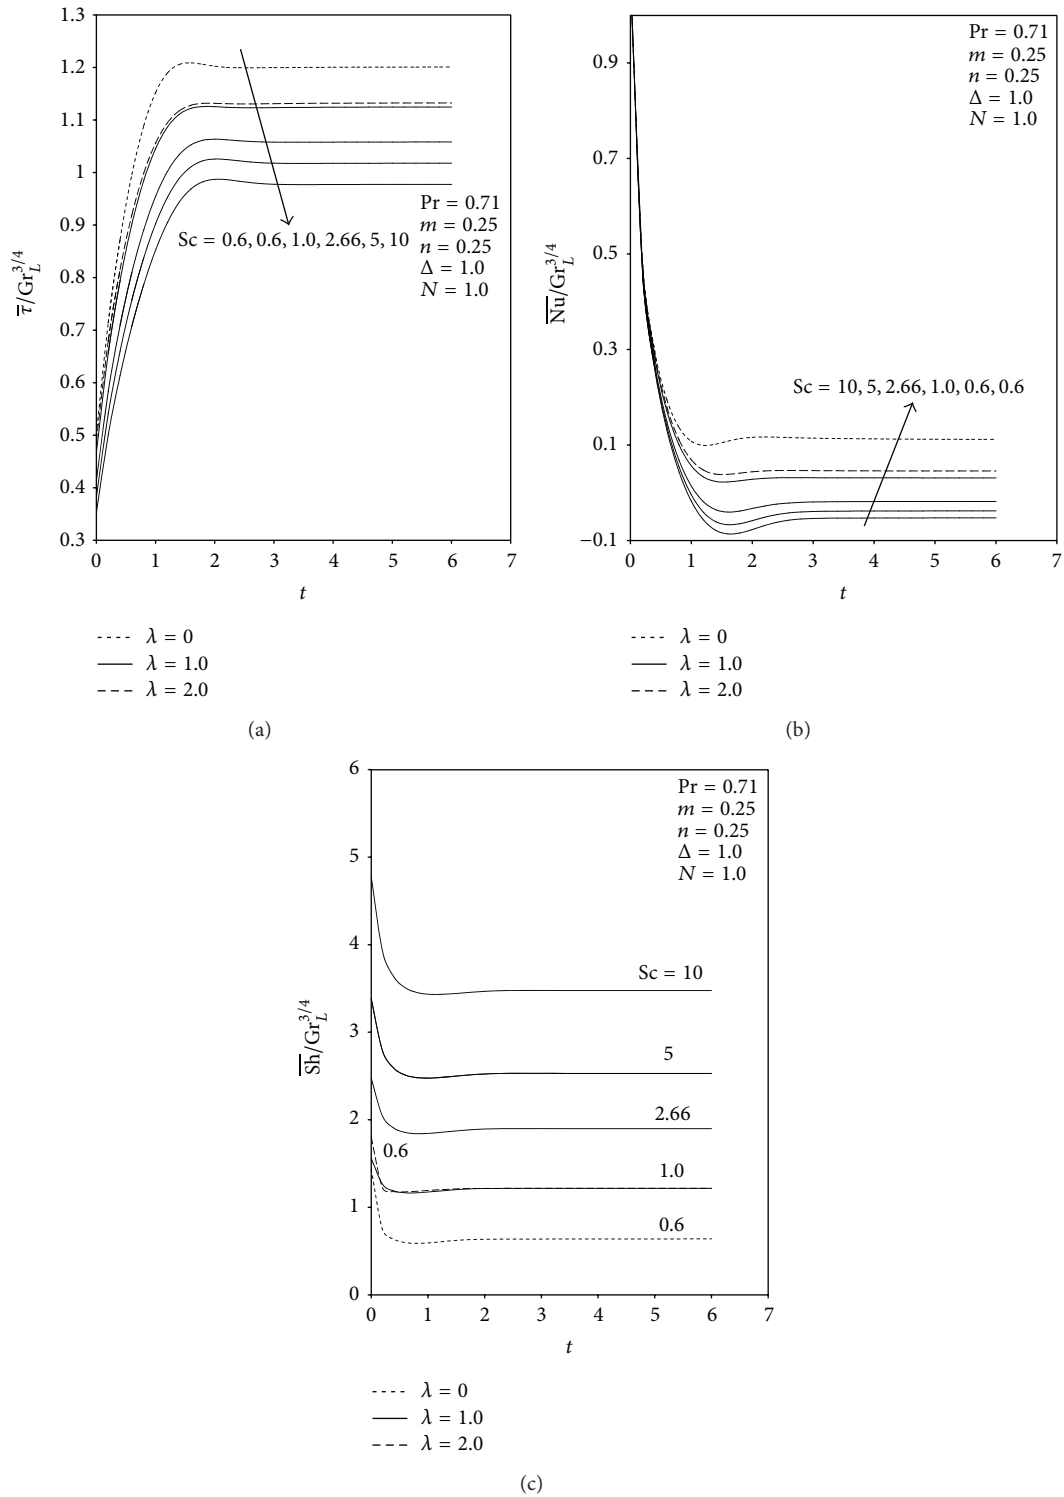 1.3
1.2
1.1
1
0.9
1.0
0.7
0.6
0.5
0.4
0.3
0 1 2 3 4 5 6 7
t
τ̅/Gr_L^{3/4}
Sc = 0.6, 0.6, 1.0, 2.66, 5, 10
Pr = 0.71
m = 0.25
n = 0.25
Δ = 1.0
N = 1.0
λ = 0
λ = 1.0
λ = 2.0
(a)
0.9
0.7
0.5
0.3
0.1
−0.1
0 1 2 3 4 5 6 7
t
N̅u̅/Gr_L^{3/4}
Pr = 0.71
m = 0.25
n = 0.25
Δ = 1.0
N = 1.0
Sc = 10, 5, 2.66, 1.0, 0.6, 0.6
λ = 0
λ = 1.0
λ = 2.0
(b)
6
5
4
3
2
1
0
0 1 2 3 4 5 6 7
t
S̅h̅/Gr_L^{3/4}
Pr = 0.71
m = 0.25
n = 0.25
Δ = 1.0
N = 1.0
Sc = 10
5
2.66
0.6
1.0
0.6
λ = 0
λ = 1.0
λ = 2.0
(c)